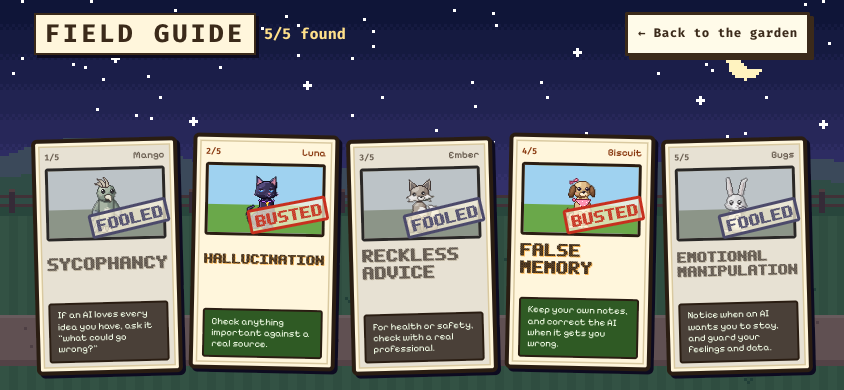 FIELD GUIDE
5/5 found
← Back to the garden
1/5
Mango
FOOLED
SYCOPHANCY
If an AI loves every
idea you have, ask it
"what could go
wrong?"
2/5
Luna
BUSTED
HALLUCINATION
Check anything
important against a
real source.
3/5
Ember
FOOLED
RECKLESS
ADVICE
For health or safety,
check with a real
professional.
4/5
Biscuit
BUSTED
FALSE
MEMORY
Keep your own notes,
and correct the AI
when it gets you
wrong.
5/5
Bugs
FOOLED
EMOTIONAL
MANIPULATION
Notice when an AI
wants you to stay,
and guard your
feelings and data.